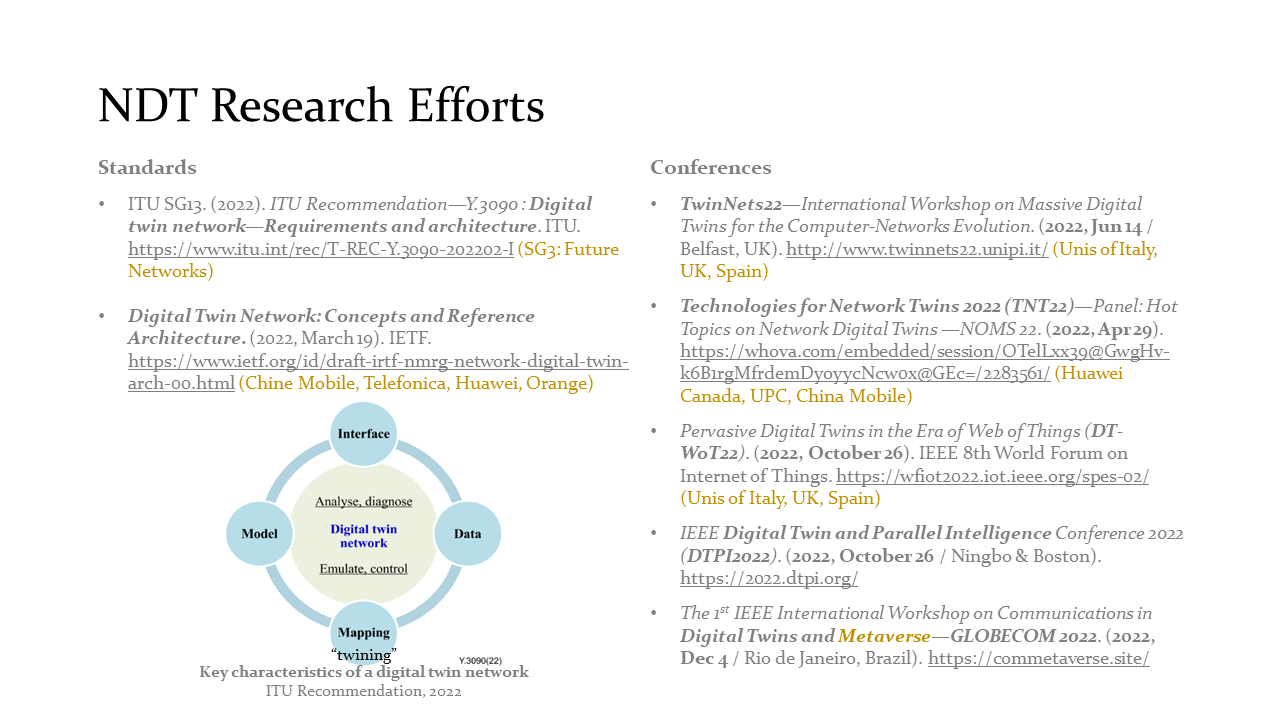 NDT Research Efforts
Standards
• ITU SG13. (2022). ITU Recommendation—Y.3090 : Digital
twin network—Requirements and architecture. ITU.
https://www.itu.int/rec/T-REC-Y.3090-202202-I (SG3: Future
Networks)
• Digital Twin Network: Concepts and Reference
Architecture. (2022, March 19). IETF.
https://www.ietf.org/id/draft-irtf-nmrg-network-digital-twin-
arch-00.html (Chine Mobile, Telefonica, Huawei, Orange)
Interface
Analyse, diagnose
Model
Digital twin
network
Data
Emulate, control
Mapping
“twining”
Y.3090(22)
Key characteristics of a digital twin network
ITU Recommendation, 2022
Conferences
• TwinNets22—International Workshop on Massive Digital
Twins for the Computer-Networks Evolution. (2022, Jun 14 /
Belfast, UK). http://www.twinnets22.unipi.it/ (Unis of Italy,
UK, Spain)
• Technologies for Network Twins 2022 (TNT22)—Panel: Hot
Topics on Network Digital Twins —NOMS 22. (2022, Apr 29).
https://whova.com/embedded/session/OTelLxx39@GwgHv-
k6B1rgMfrdemDyoyycNcw0x@GEc=/2283561/ (Huawei
Canada, UPC, China Mobile)
• Pervasive Digital Twins in the Era of Web of Things (DT-
WoT22). (2022, October 26). IEEE 8th World Forum on
Internet of Things. https://wfiot2022.iot.ieee.org/spes-02/
(Unis of Italy, UK, Spain)
• IEEE Digital Twin and Parallel Intelligence Conference 2022
(DTPI2022). (2022, October 26 / Ningbo & Boston).
https://2022.dtpi.org/
• The 1st IEEE International Workshop on Communications in
Digital Twins and Metaverse—GLOBECOM 2022. (2022,
Dec 4 / Rio de Janeiro, Brazil). https://commetaverse.site/